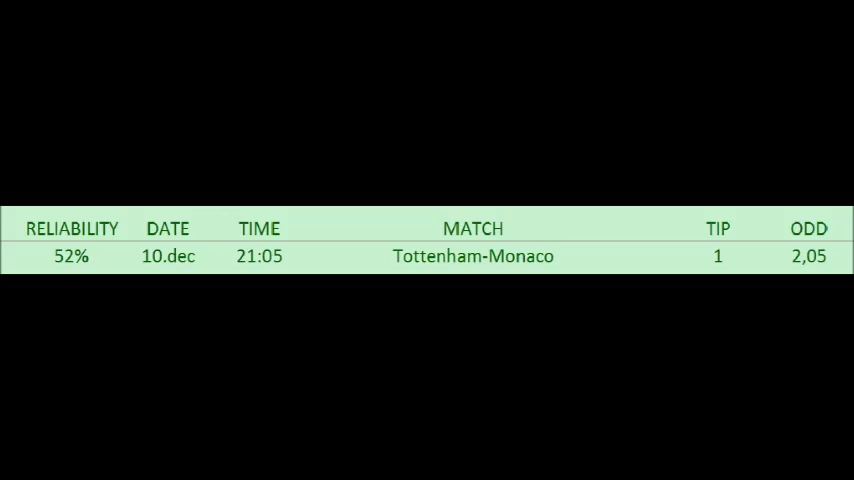 RELIABILITY DATE TIME MATCH TIP ODD
52% 10.dec 21:05 Tottenham-Monaco 1 2,05